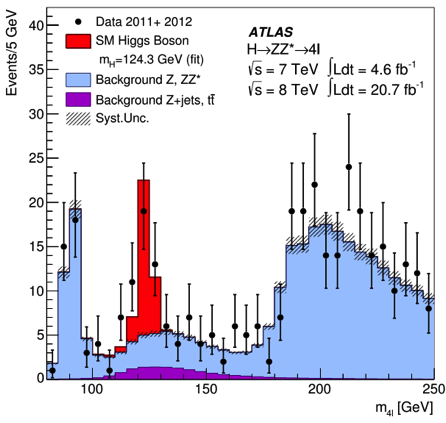 Events/5 GeV
40
35
30
25
20
15
10
5
0
Data 2011+ 2012
SM Higgs Boson
m_H=124.3 GeV (fit)
Background Z, ZZ*
Background Z+jets, tt̄
Syst.Unc.
ATLAS
H→ZZ*→4l
√s = 7 TeV ∫Ldt = 4.6 fb⁻¹
√s = 8 TeV ∫Ldt = 20.7 fb⁻¹
100 150 200 250
m_4l [GeV]